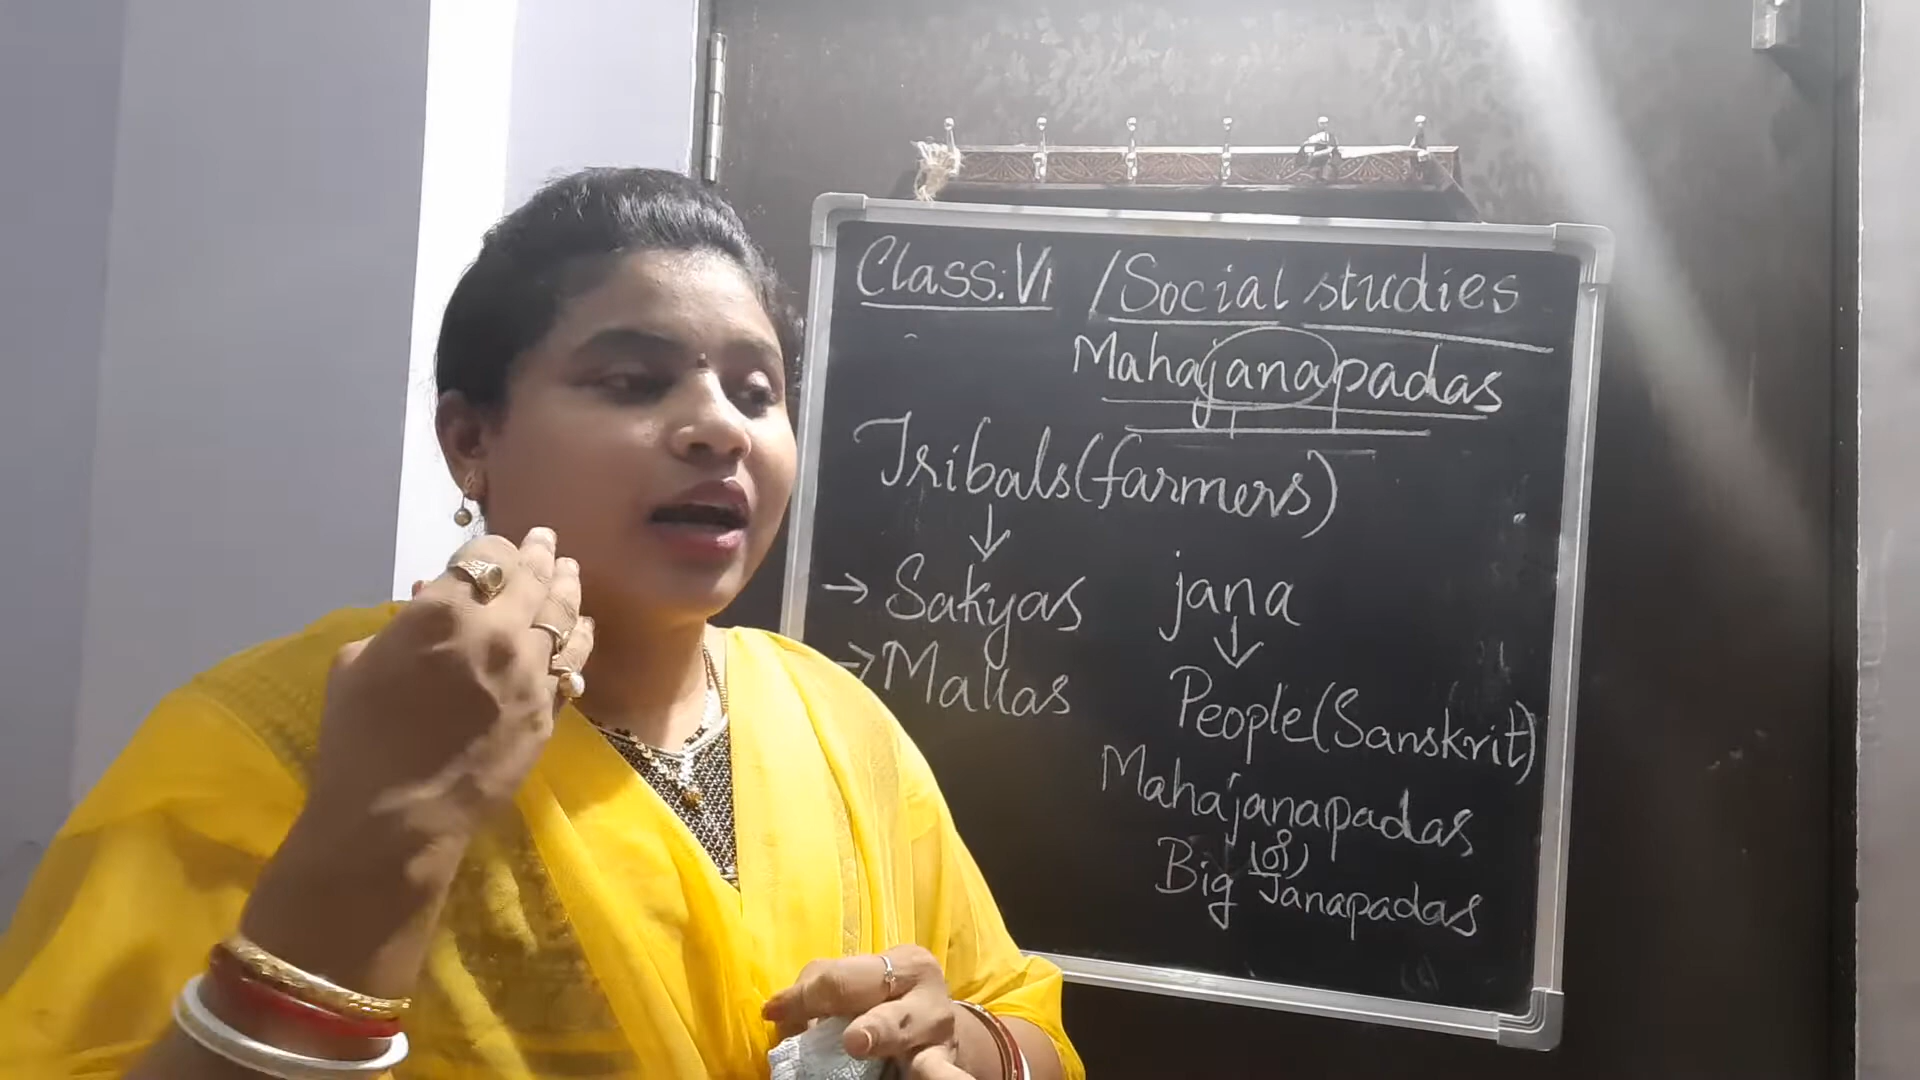 Class: VI /Social studies
Mahajanapadas
Tribals (farmers)
↓
→ Sakyas
→ Mallas
jana
↓
People (Sanskrit)
Mahajanapadas
Big (or) Janapadas